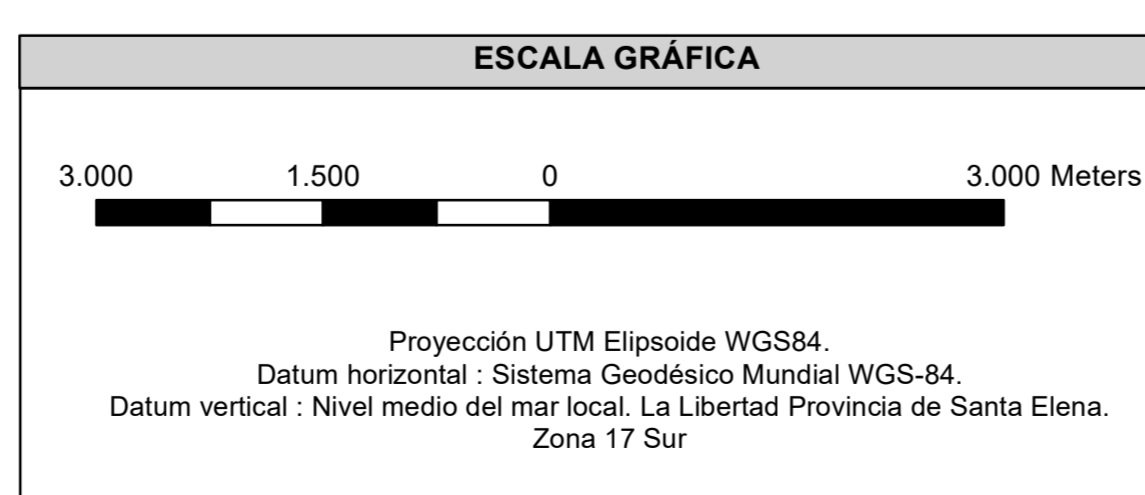 ESCALA GRÁFICA
3.000 1.500 0 3.000 Meters
Proyección UTM Elipsoide WGS84.
Datum horizontal : Sistema Geodésico Mundial WGS-84.
Datum vertical : Nivel medio del mar local. La Libertad Provincia de Santa Elena.
Zona 17 Sur